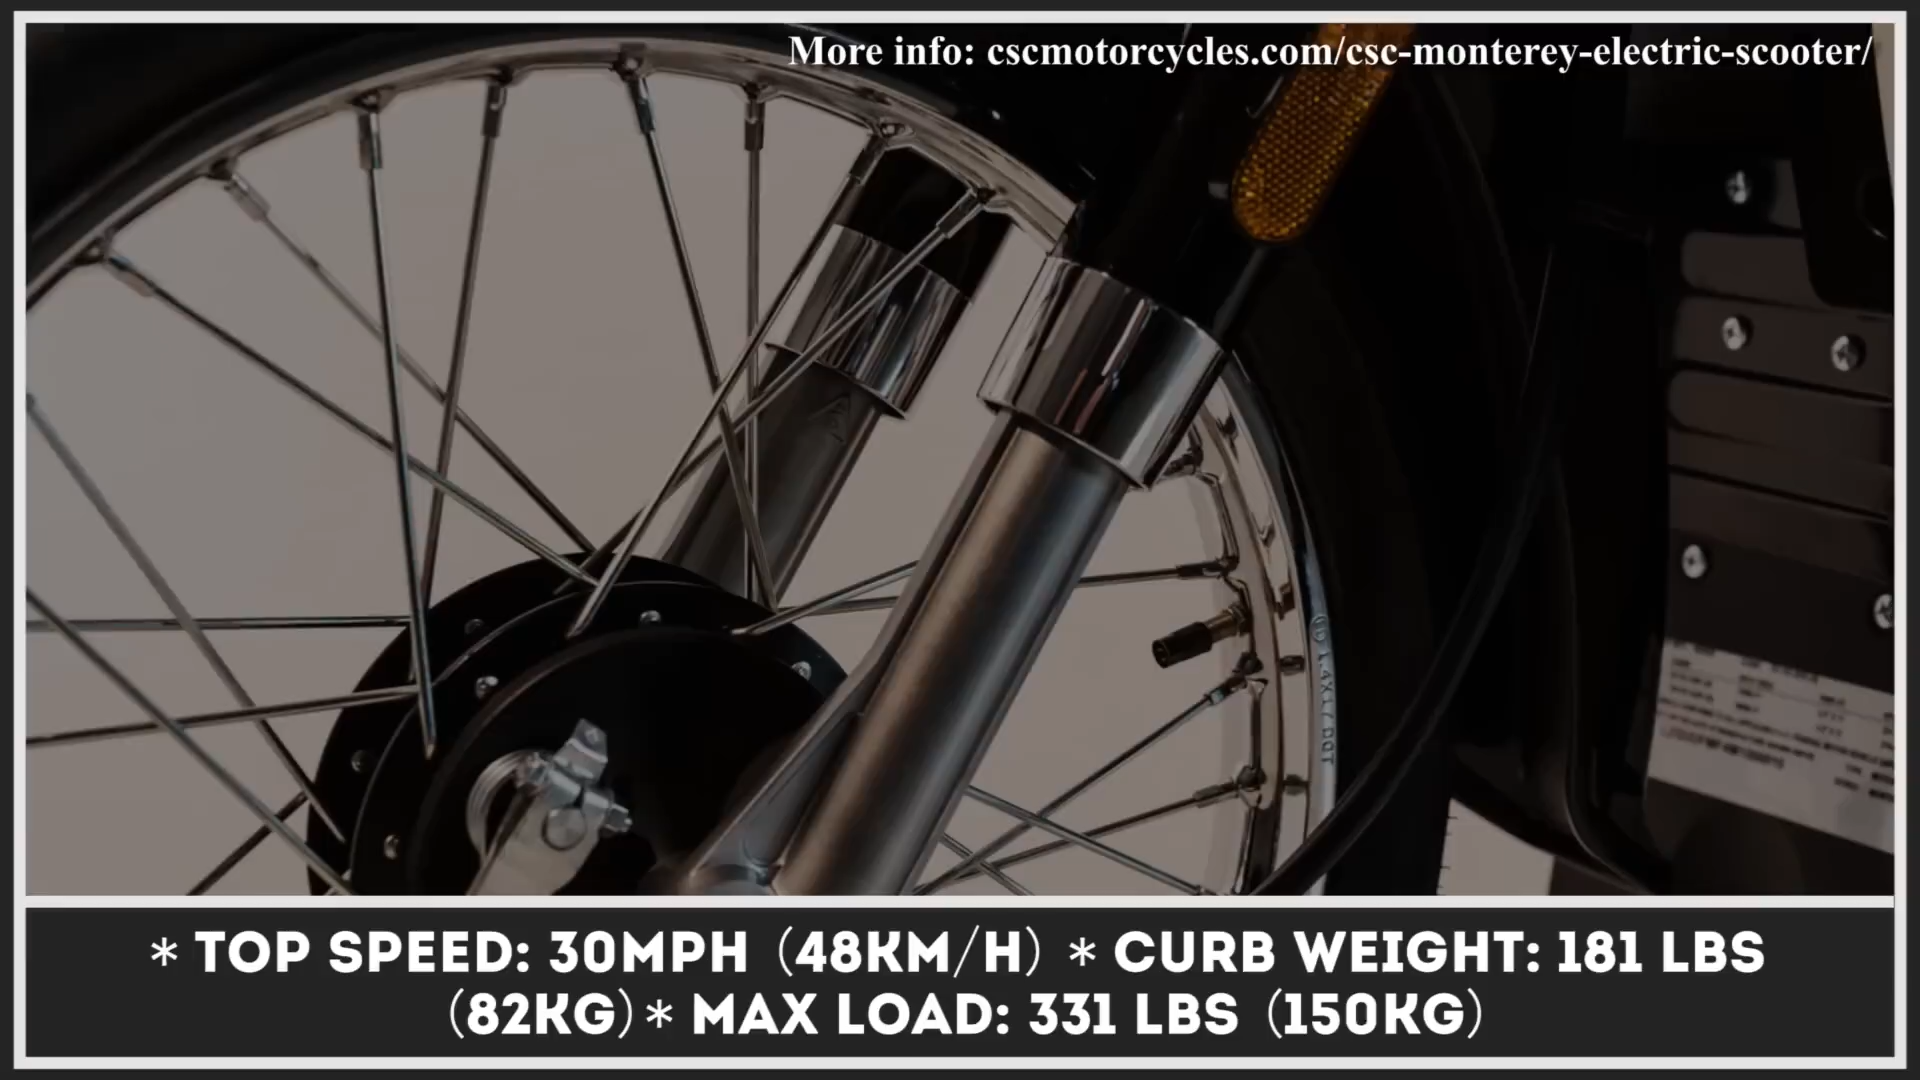 More info: cscmotorcycles.com/csc-monterey-electric-scooter/
* TOP SPEED: 30MPH (48KM/H) * CURB WEIGHT: 181 LBS
(82KG) * MAX LOAD: 331 LBS (150KG)